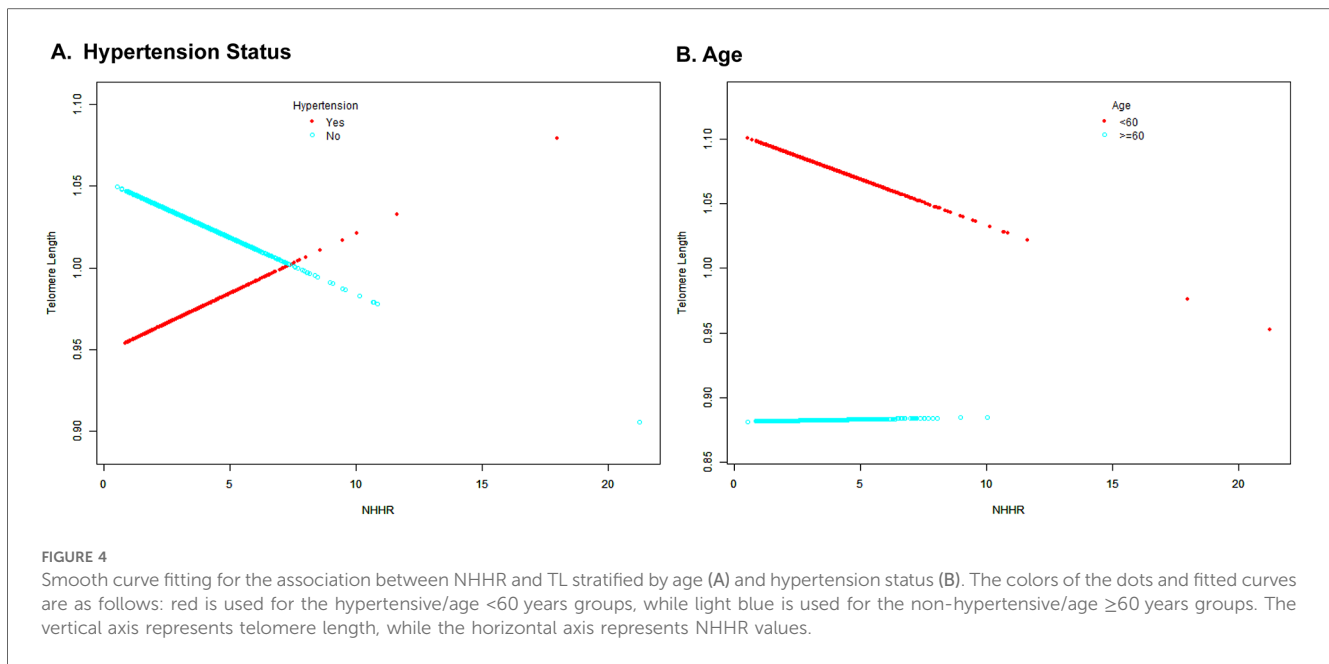 A. Hypertension Status
Hypertension
Yes
No
1.10
1.05
1.00
0.95
0.90
Telomere Length
0 5 10 15 20
NHHR
B. Age
Age
<60
>=60
1.10
1.05
1.00
0.95
0.90
0.85
Telomere Length
0 5 10 15 20
NHHR
FIGURE 4
Smooth curve fitting for the association between NHHR and TL stratified by age (A) and hypertension status (B). The colors of the dots and fitted curves
are as follows: red is used for the hypertensive/age <60 years groups, while light blue is used for the non-hypertensive/age ≥60 years groups. The
vertical axis represents telomere length, while the horizontal axis represents NHHR values.